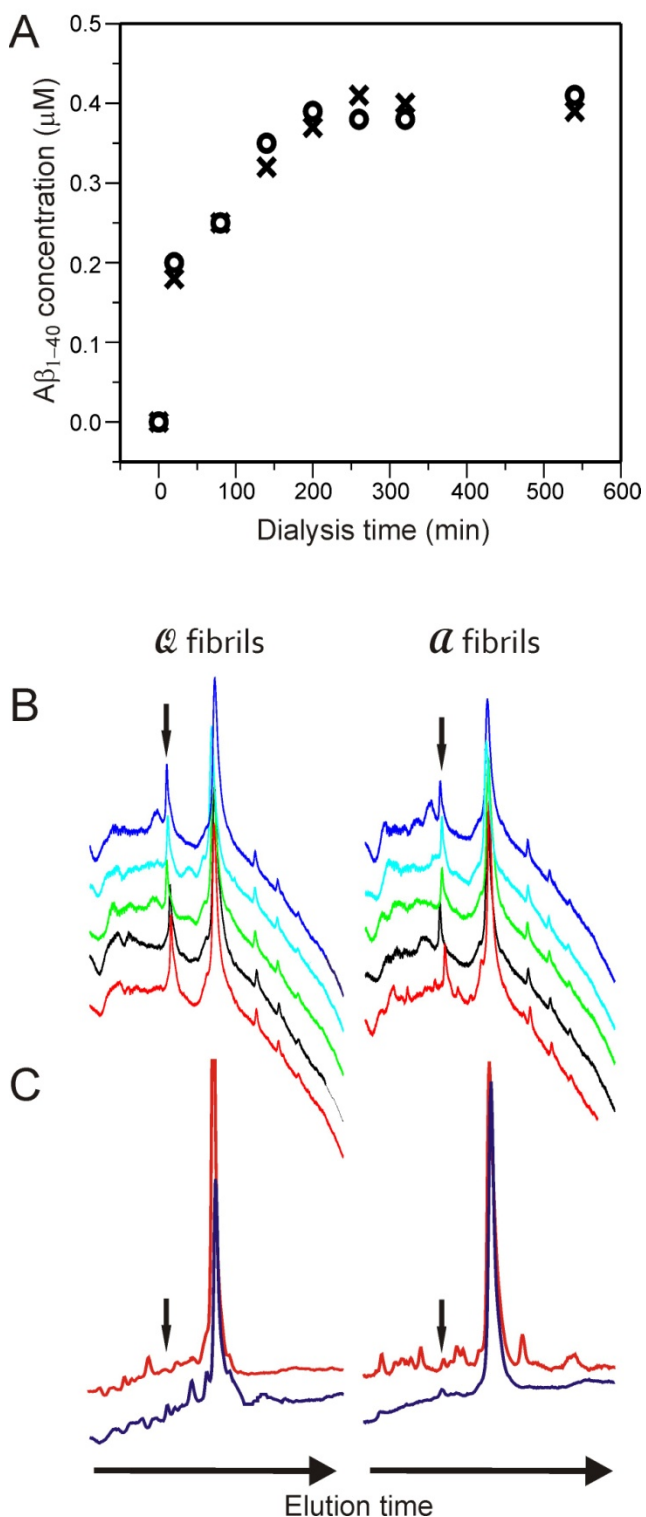 A
0.5
0.4
0.3
0.2
0.1
0.0
Aβ1–40 concentration (μM)
0 100 200 300 400 500 600
Dialysis time (min)
𝒬 fibrils 𝒶 fibrils
B
C
Elution time